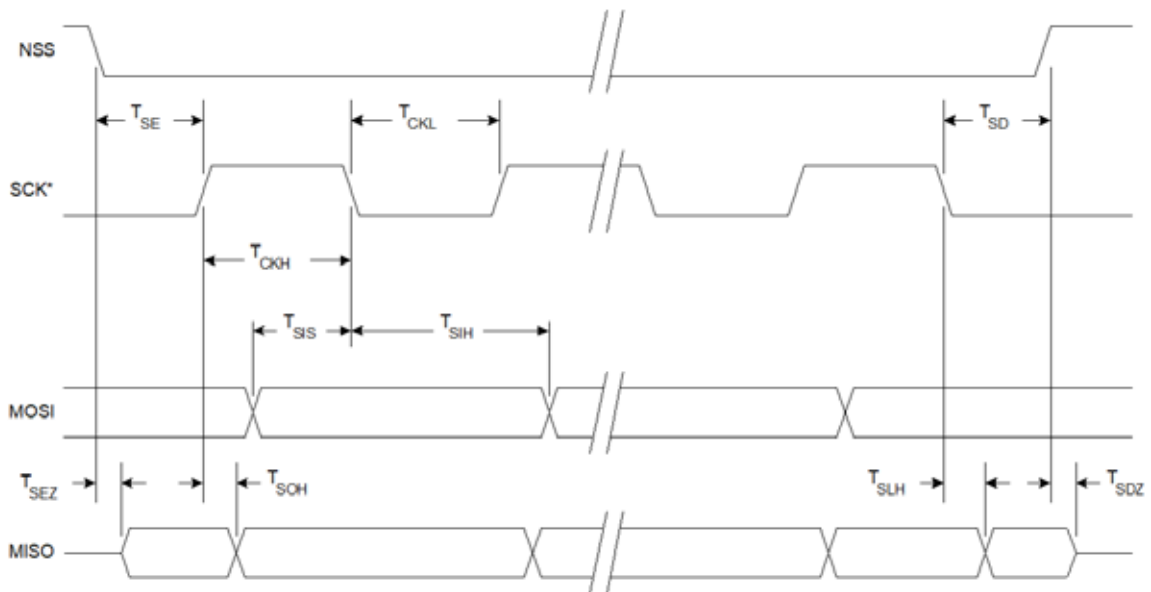 NSS
T_SE T_CKL T_SD
SCK*
T_CKH
T_SIS T_SIH
MOSI
T_SEZ T_SOH T_SLH T_SDZ
MISO